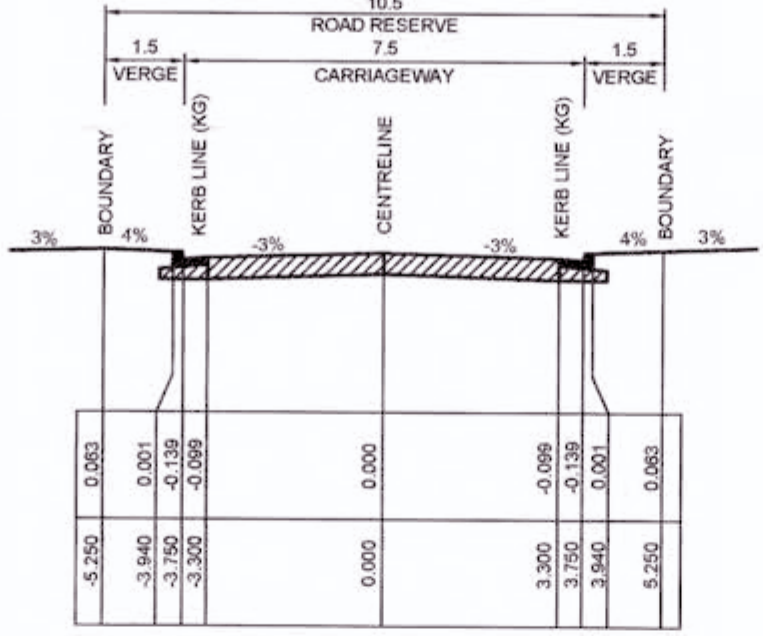 10.5
ROAD RESERVE
1.5 7.5 1.5
VERGE CARRIAGEWAY VERGE
BOUNDARY
KERB LINE (KG)
CENTRELINE
KERB LINE (KG)
BOUNDARY
3% 4% -3% -3% 4% 3%
0.063 0.001 -0.139 -0.099 0.000 -0.099 -0.139 0.001 0.063
-5.250 -3.940 -3.750 -3.300 0.000 3.300 3.750 3.940 5.250